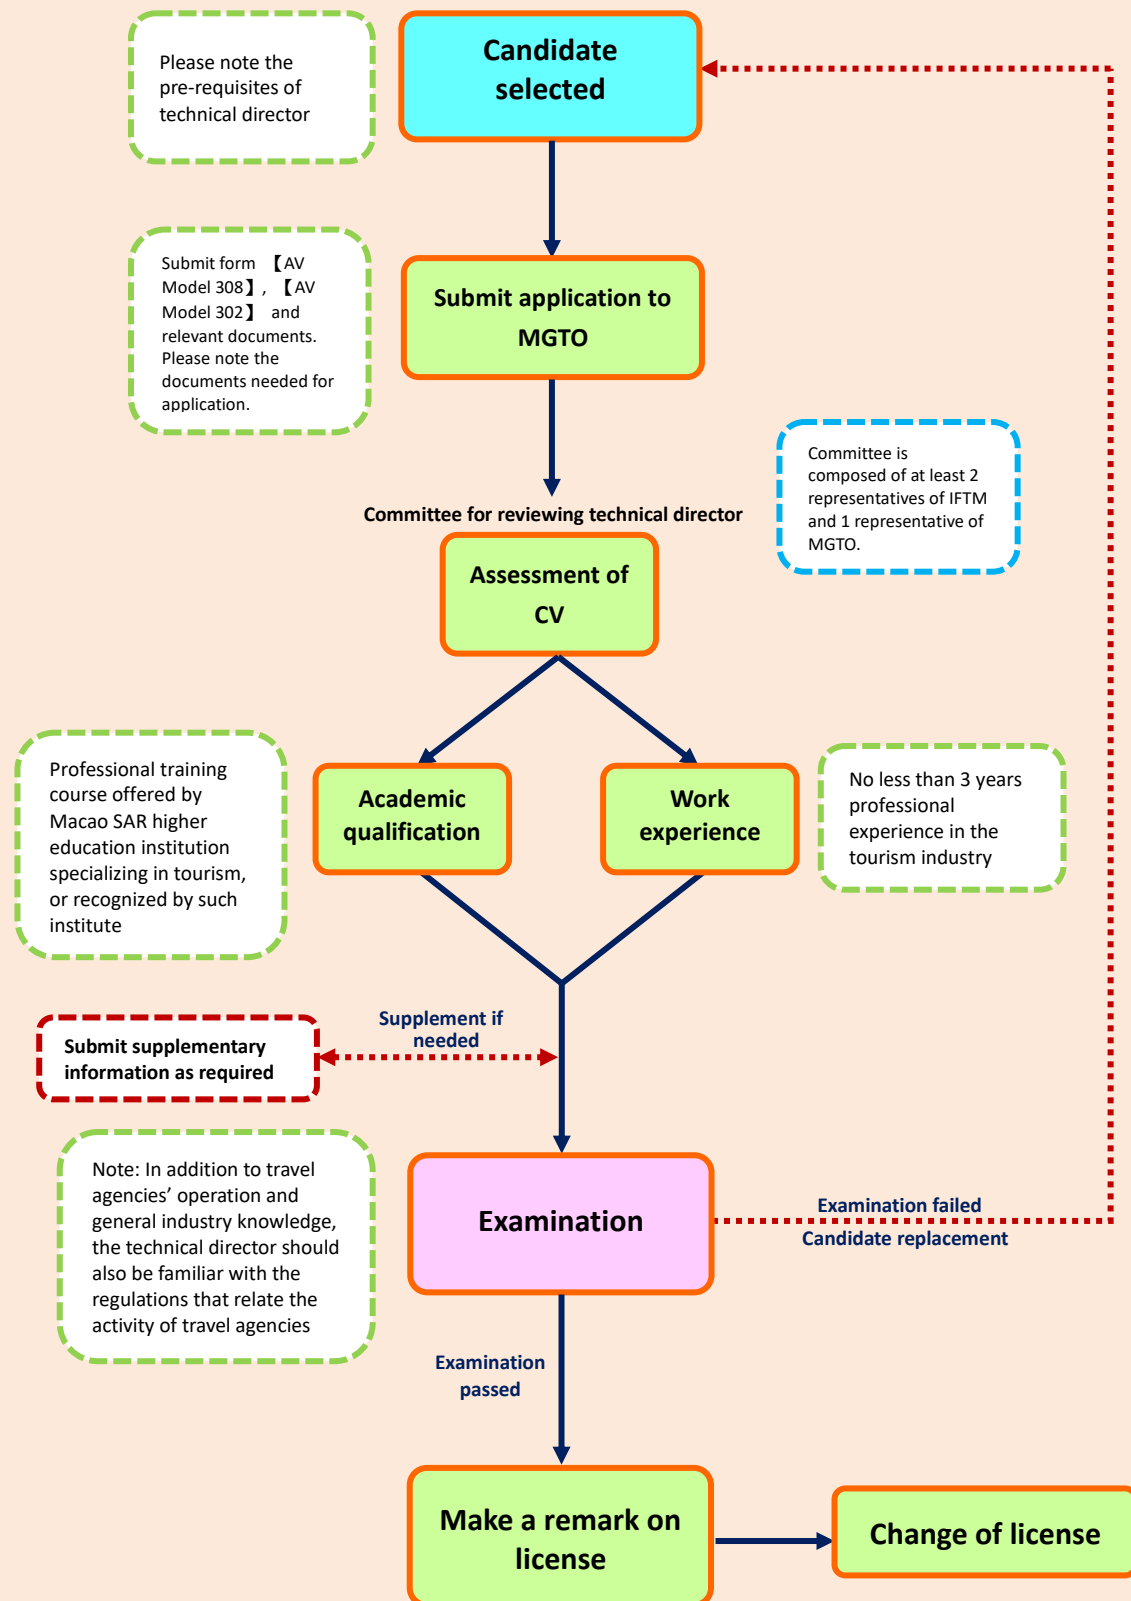 Please note the
pre-requisites of
technical director
Candidate
selected
Submit form 【AV
Model 308】, 【AV
Model 302】 and
relevant documents.
Please note the
documents needed for
application.
Submit application to
MGTO
Committee is
composed of at least 2
representatives of IFTM
and 1 representative of
MGTO.
Committee for reviewing technical director
Assessment of
CV
Professional training
course offered by
Macao SAR higher
education institution
specializing in tourism,
or recognized by such
institute
Academic
qualification
Work
experience
No less than 3 years
professional
experience in the
tourism industry
Supplement if
needed
Submit supplementary
information as required
Note: In addition to travel
agencies’ operation and
general industry knowledge,
the technical director should
also be familiar with the
regulations that relate the
activity of travel agencies
Examination
Examination failed
Candidate replacement
Examination
passed
Make a remark on
license
Change of license